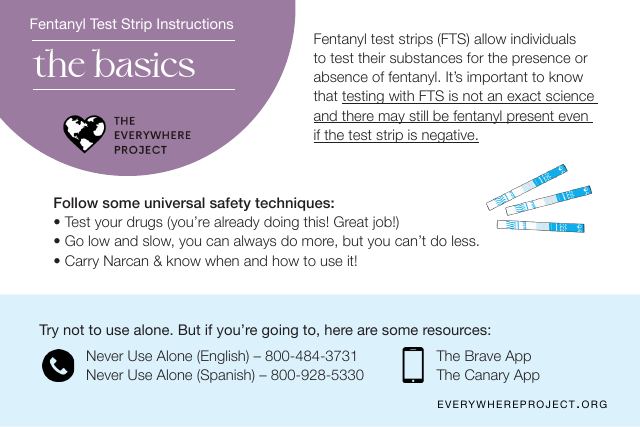 Fentanyl Test Strip Instructions
the basics
THE
EVERYWHERE
PROJECT
Fentanyl test strips (FTS) allow individuals
to test their substances for the presence or
absence of fentanyl. It's important to know
that testing with FTS is not an exact science
and there may still be fentanyl present even
if the test strip is negative.
Follow some universal safety techniques:
• Test your drugs (you're already doing this! Great job!)
• Go low and slow, you can always do more, but you can't do less.
• Carry Narcan & know when and how to use it!
Try not to use alone. But if you're going to, here are some resources:
Never Use Alone (English) – 800-484-3731
Never Use Alone (Spanish) – 800-928-5330
The Brave App
The Canary App
EVERYWHEREPROJECT.ORG